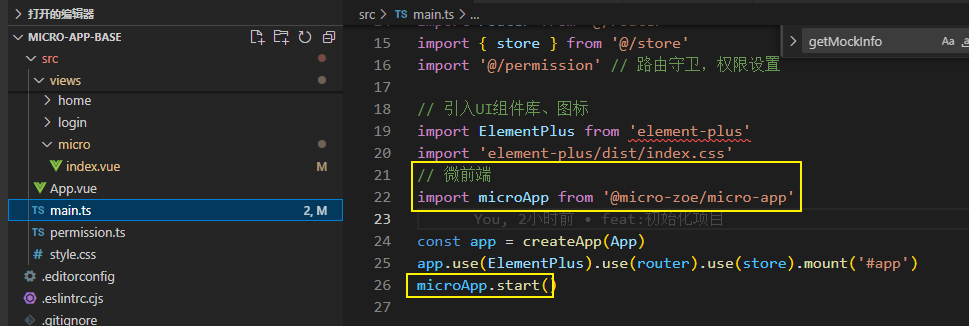 打开的编辑器
MICRO-APP-BASE
src
views
home
login
micro
index.vue M
App.vue
TS main.ts 2, M
TS permission.ts
# style.css
.editorconfig
.eslintrc.cjs
.gitignore
src > TS main.ts > ...
getMockInfo Aa
15 import { store } from '@/store'
16 import '@/permission' // 路由守卫,权限设置
17
18 // 引入UI组件库、图标
19 import ElementPlus from 'element-plus'
20 import 'element-plus/dist/index.css'
21 // 微前端
22 import microApp from '@micro-zoe/micro-app'
23 You, 2小时前 • feat:初始化项目
24 const app = createApp(App)
25 app.use(ElementPlus).use(router).use(store).mount('#app')
26 microApp.start()
27